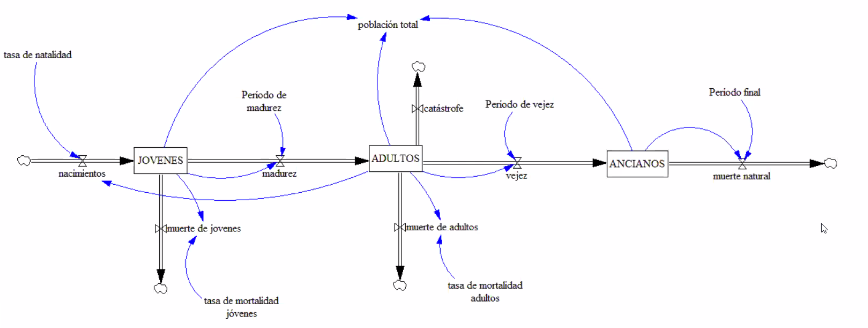 población total
tasa de natalidad
Periodo de
madurez
catástrofe
Periodo de vejez
Periodo final
JOVENES
ADULTOS
ANCIANOS
nacimientos
madurez
vejez
muerte natural
muerte de jovenes
muerte de adultos
tasa de mortalidad
jóvenes
tasa de mortalidad
adultos